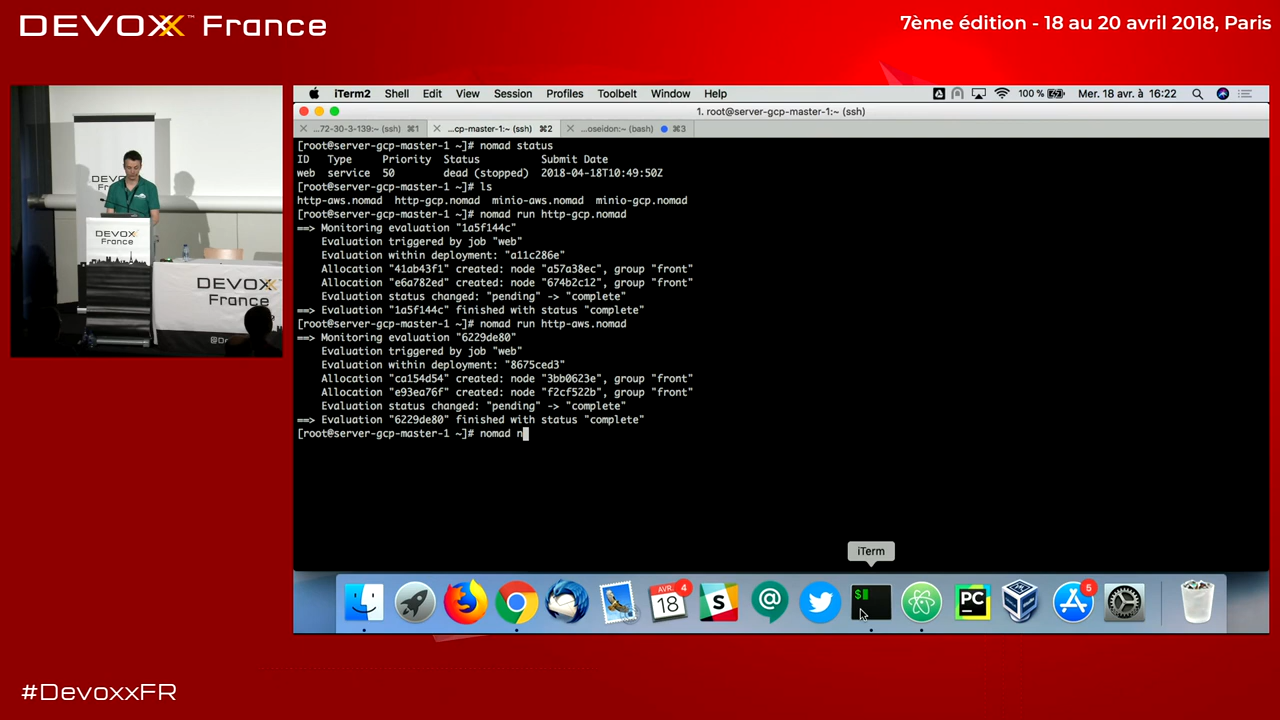 DEVOXX™ France
7ème édition - 18 au 20 avril 2018, Paris
DEVOXX
France
DEVOXX
France
iTerm2 Shell Edit View Session Profiles Toolbelt Window Help
100 % Mer. 18 avr. à 16:22
1. root@server-gcp-master-1:~ (ssh)
...72-30-3-139:~ (ssh) ⌘1 ...cp-master-1:~ (ssh) ⌘2 ...oseidon:~ (bash) ⌘3
[root@server-gcp-master-1 ~]# nomad status
ID Type Priority Status Submit Date
web service 50 dead (stopped) 2018-04-18T10:49:50Z
[root@server-gcp-master-1 ~]# ls
http-aws.nomad http-gcp.nomad minio-aws.nomad minio-gcp.nomad
[root@server-gcp-master-1 ~]# nomad run http-gcp.nomad
==> Monitoring evaluation "1a5f144c"
Evaluation triggered by job "web"
Evaluation within deployment: "a11c286e"
Allocation "41ab43f1" created: node "a57a38ec", group "front"
Allocation "e6a782ed" created: node "674b2c12", group "front"
Evaluation status changed: "pending" -> "complete"
==> Evaluation "1a5f144c" finished with status "complete"
[root@server-gcp-master-1 ~]# nomad run http-aws.nomad
==> Monitoring evaluation "6229de80"
Evaluation triggered by job "web"
Evaluation within deployment: "8675ced3"
Allocation "ca154d54" created: node "3bb0623e", group "front"
Allocation "e93ea76f" created: node "f2cf522b", group "front"
Evaluation status changed: "pending" -> "complete"
==> Evaluation "6229de80" finished with status "complete"
[root@server-gcp-master-1 ~]# nomad n
iTerm
AVR. 4
18
S
@
$
PC
5
#DevoxxFR